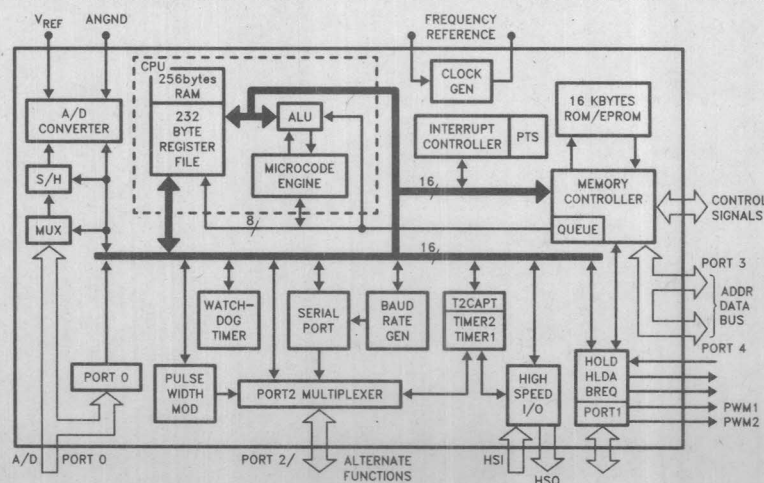 VREF
ANGND
FREQUENCY
REFERENCE
CPU
256bytes
RAM
232
BYTE
REGISTER
FILE
ALU
MICROCODE
ENGINE
CLOCK
GEN
16 KBYTES
ROM/EPROM
A/D
CONVERTER
INTERRUPT
CONTROLLER
PTS
S/H
MUX
MEMORY
CONTROLLER
QUEUE
CONTROL
SIGNALS
16
8
16
PORT 3
ADDR
DATA
BUS
PORT 4
WATCH-
DOG
TIMER
SERIAL
PORT
BAUD
RATE
GEN
T2CAPT
TIMER2
TIMER1
PORT 0
PULSE
WIDTH
MOD
PORT2 MULTIPLEXER
HIGH
SPEED
I/O
HOLD
HLDA
BREQ
PORT1
PWM1
PWM2
A/D
PORT 0
PORT 2/
ALTERNATE
FUNCTIONS
HSI
HSO